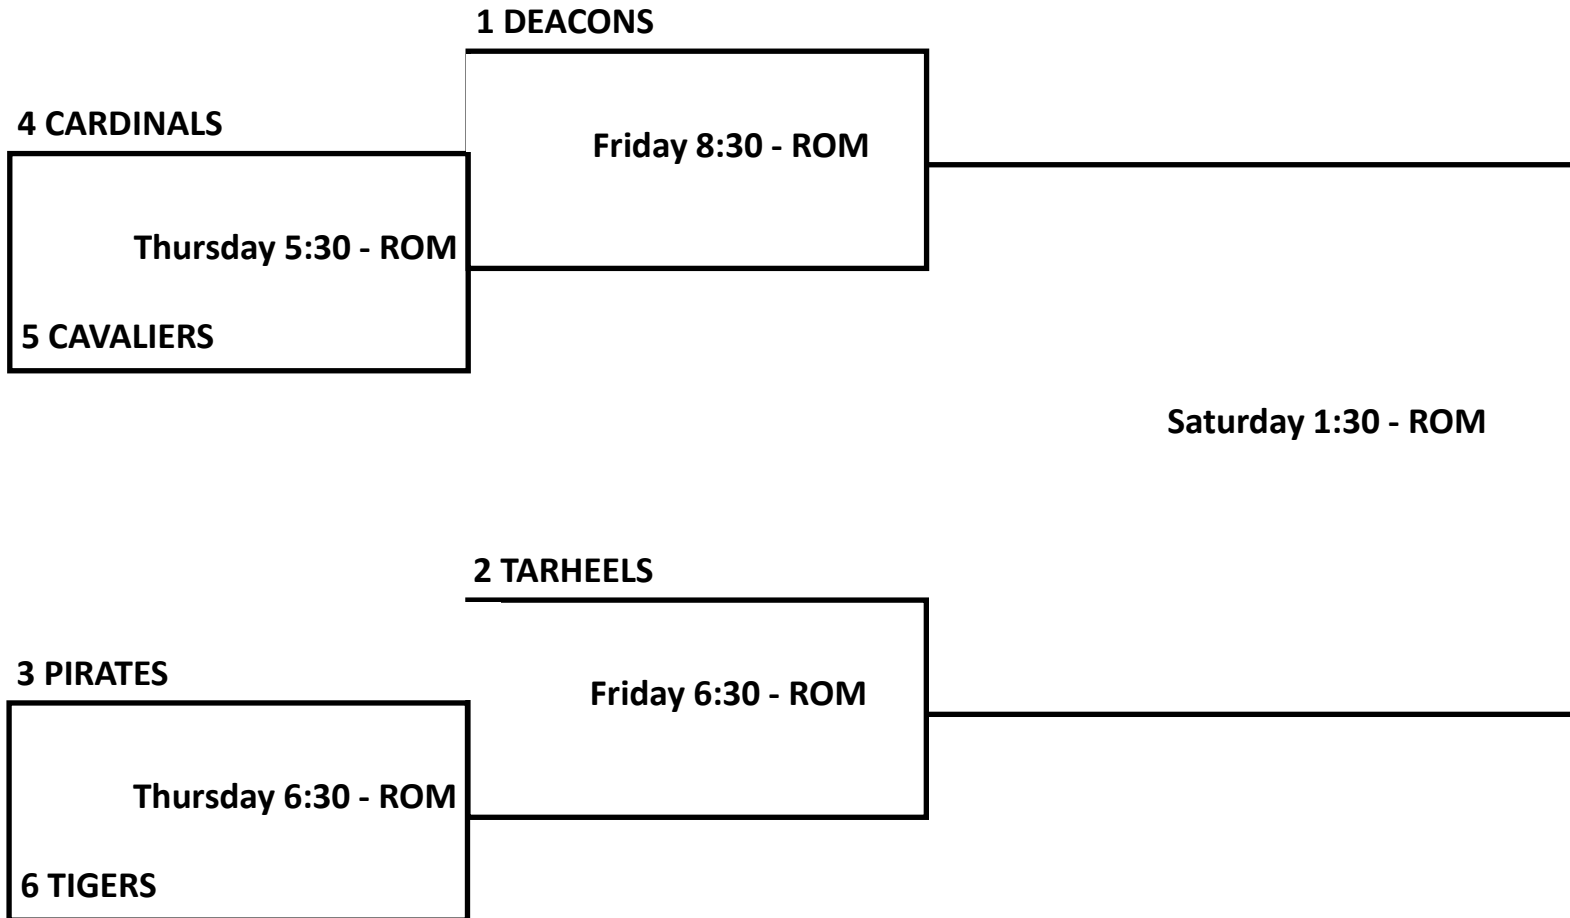 1 DEACONS
4 CARDINALS
Friday 8:30 - ROM
Thursday 5:30 - ROM
5 CAVALIERS
Saturday 1:30 - ROM
2 TARHEELS
3 PIRATES
Friday 6:30 - ROM
Thursday 6:30 - ROM
6 TIGERS